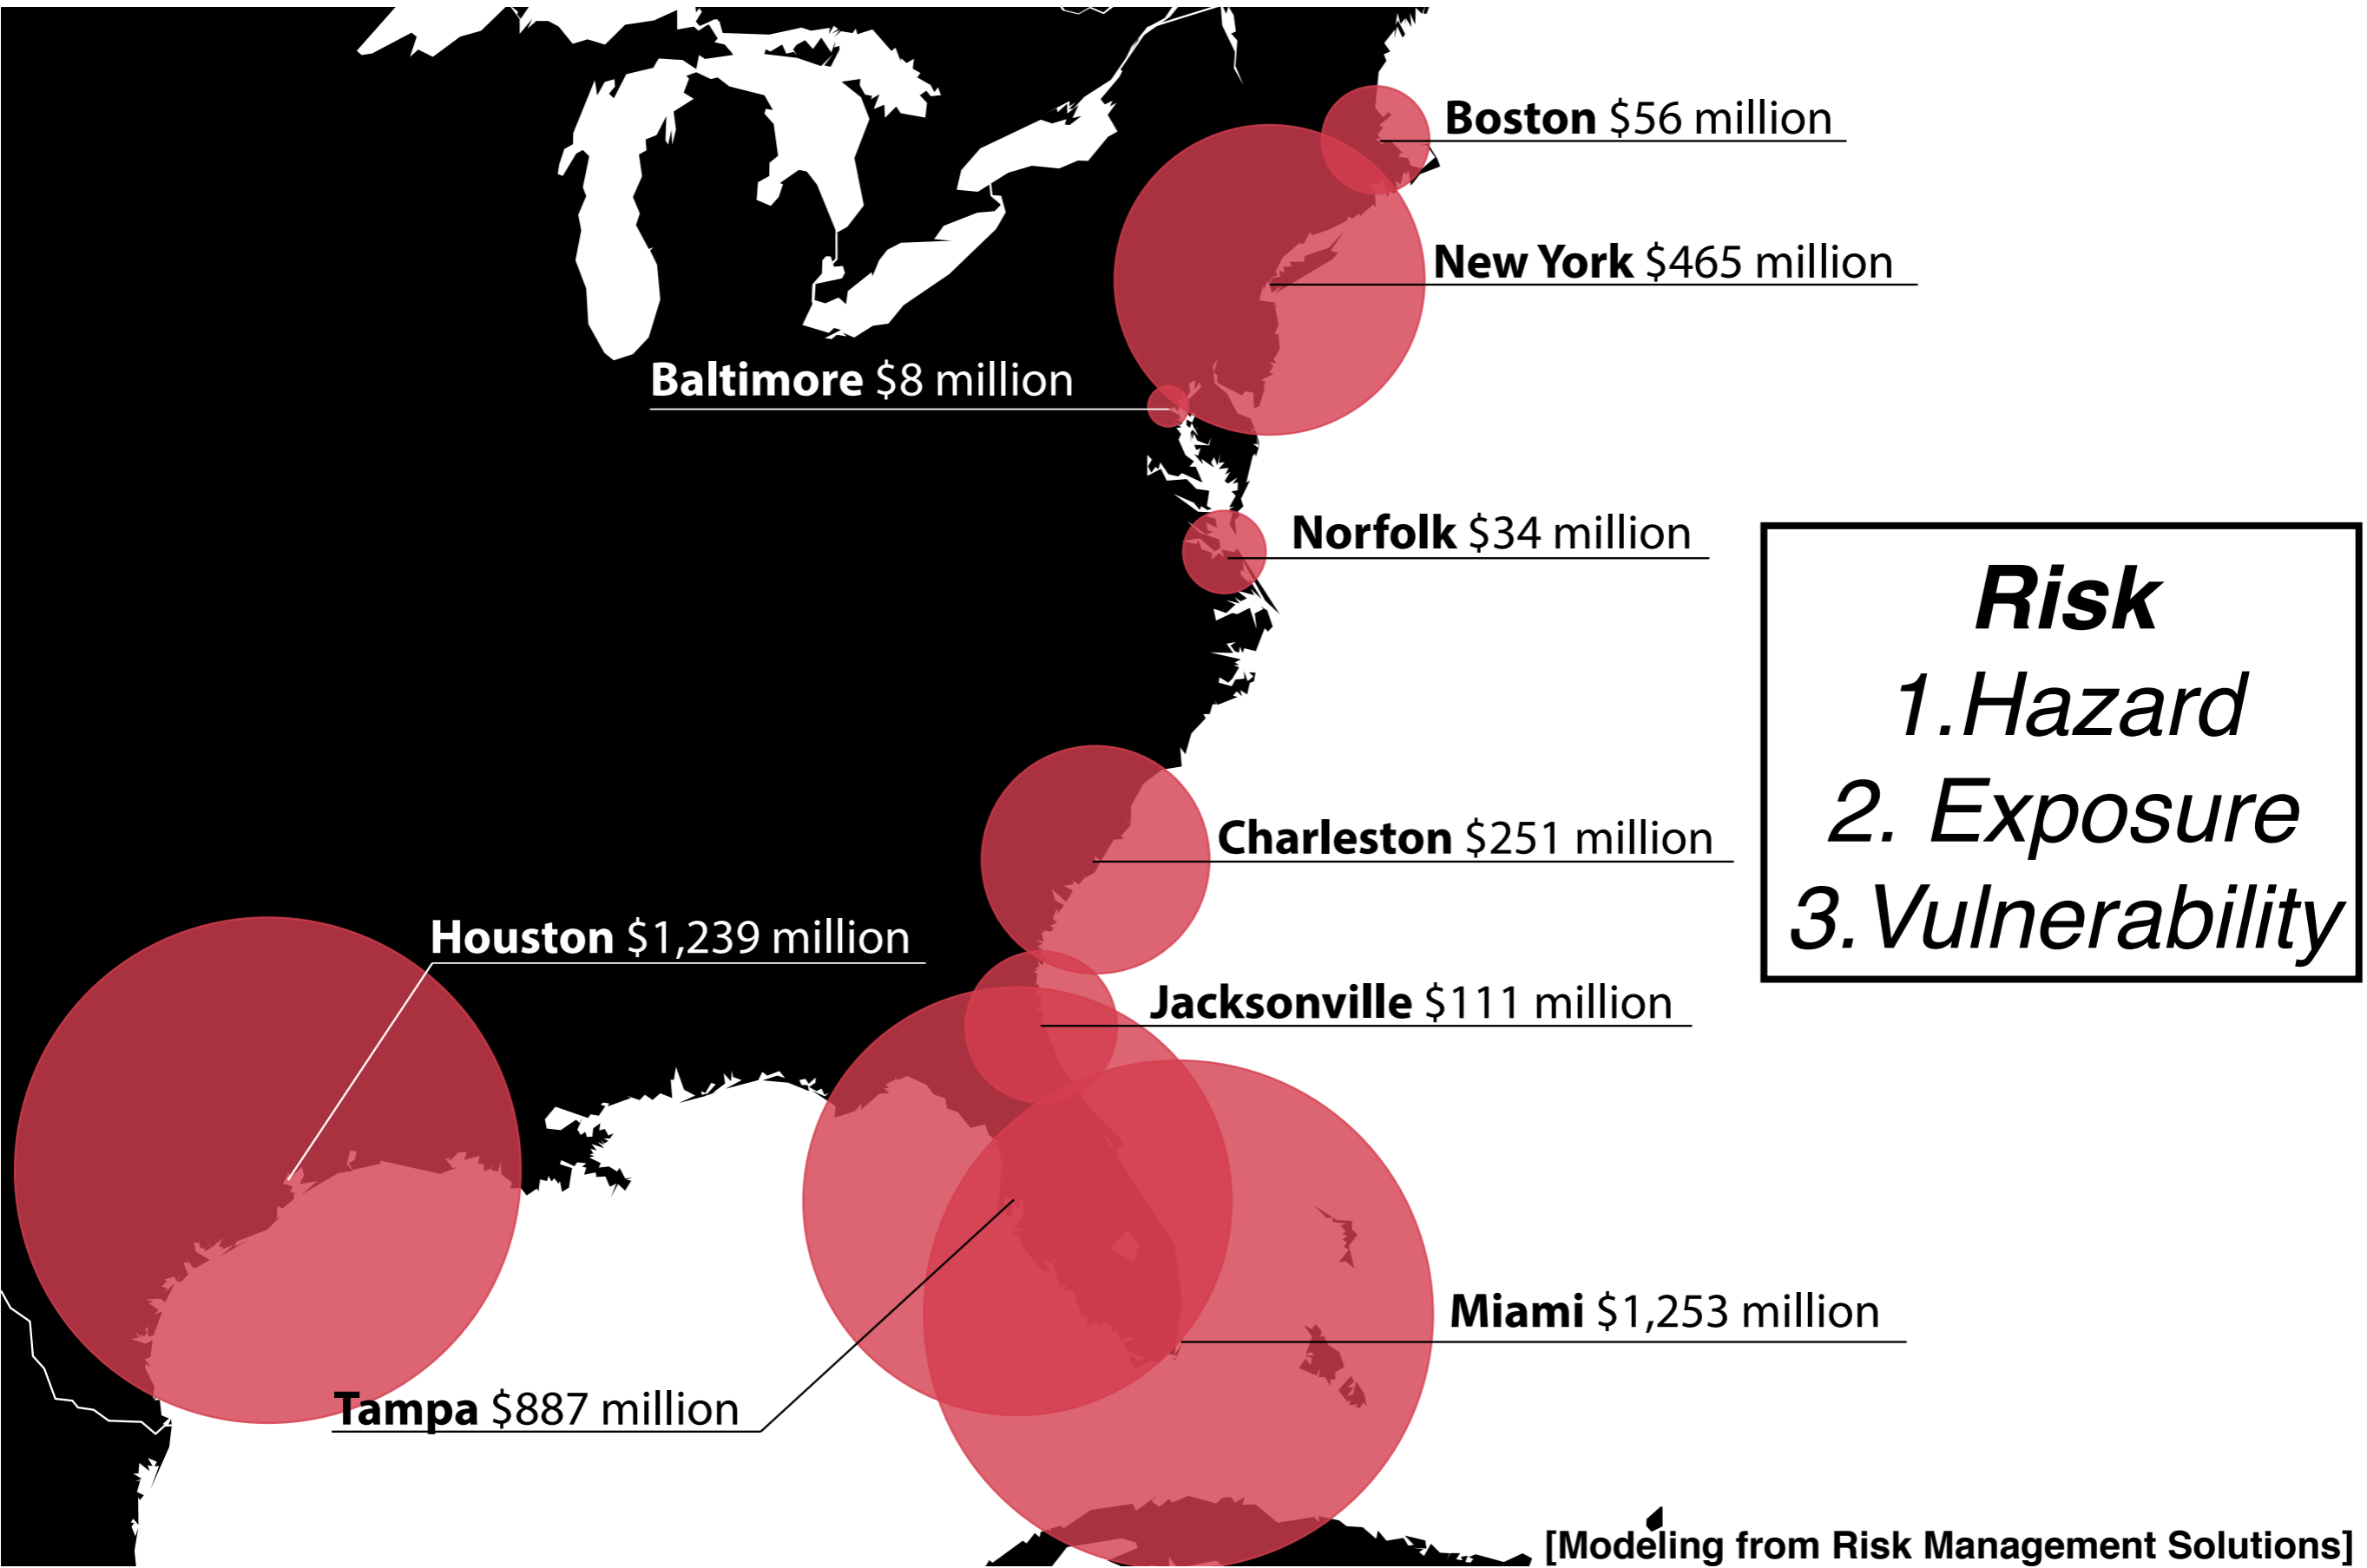 Boston $56 million
New York $465 million
Baltimore $8 million
Norfolk $34 million
Risk
1.Hazard
2. Exposure
3.Vulnerability
Charleston $251 million
Houston $1,239 million
Jacksonville $111 million
Miami $1,253 million
Tampa $887 million
[Modeling from Risk Management Solutions]